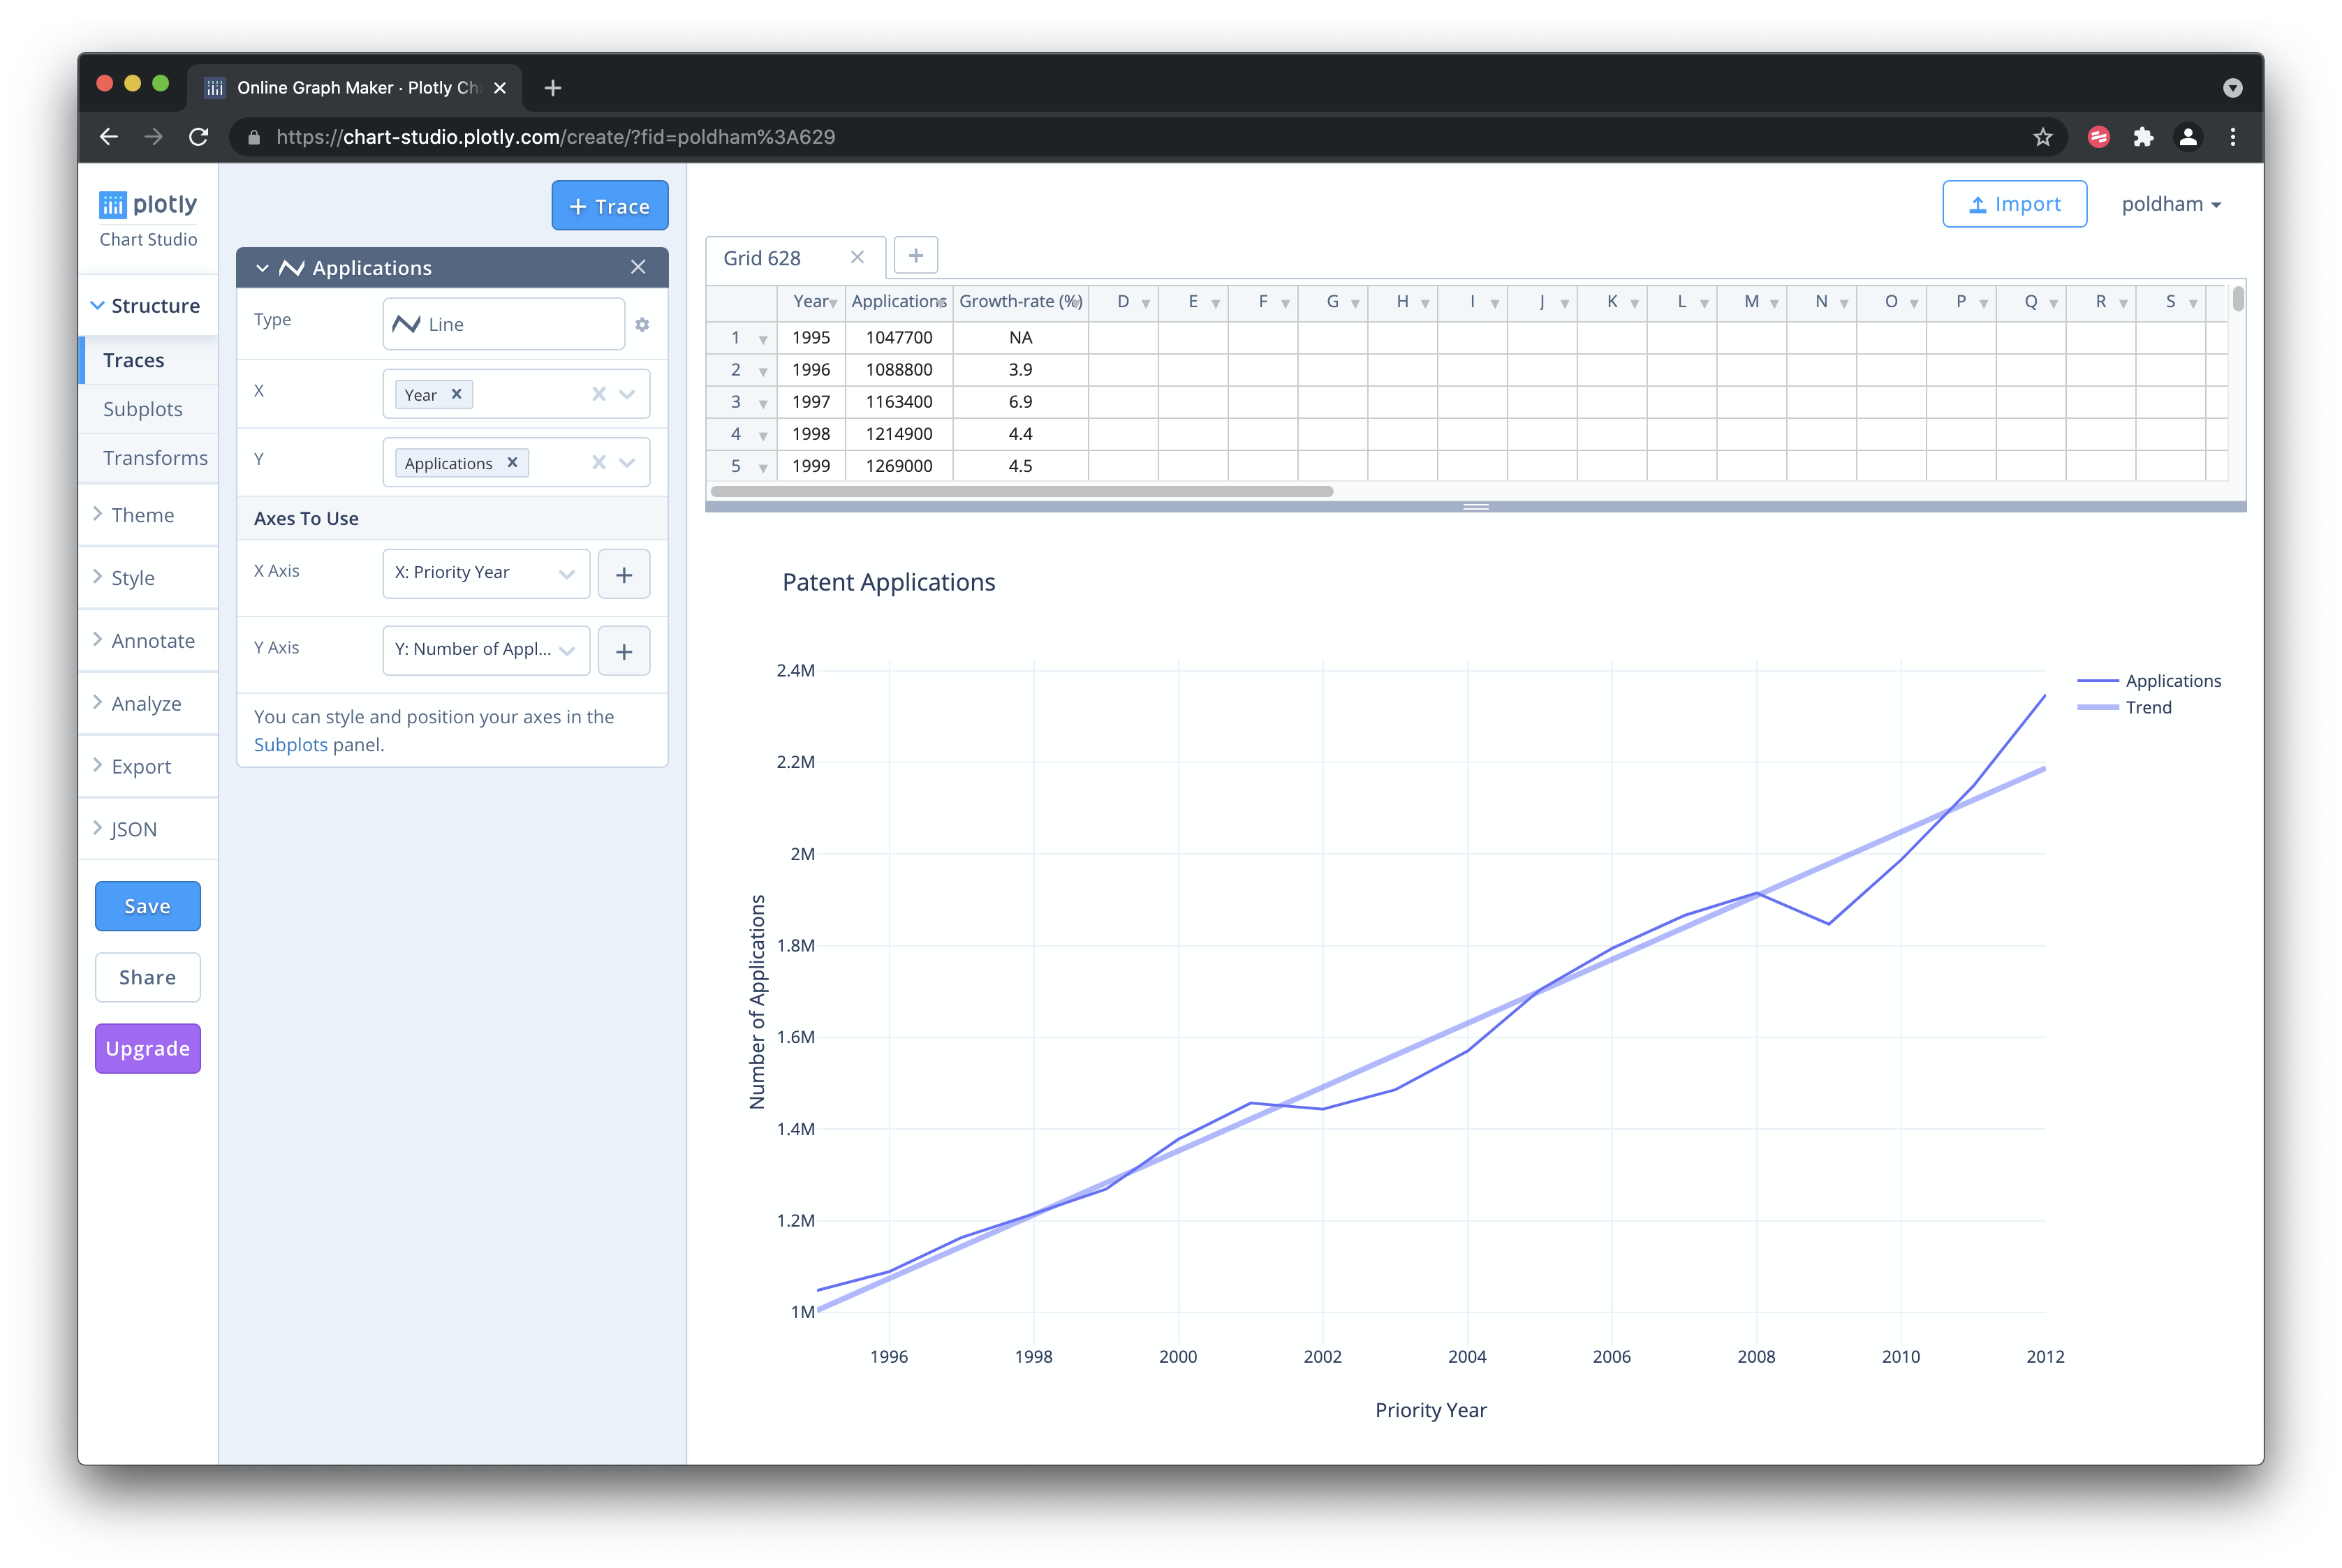 Online Graph Maker · Plotly Ch
https://chart-studio.plotly.com/create/?fid=poldham%3A629
plotly
Chart Studio
Structure
Traces
Subplots
Transforms
Theme
Style
Annotate
Analyze
Export
JSON
Save
Share
Upgrade
+ Trace
Applications
Type
Line
X
Year
Y
Applications
Axes To Use
X Axis
X: Priority Year
Y Axis
Y: Number of Appl...
You can style and position your axes in the
Subplots panel.
Import
poldham
Grid 628
Year Applications Growth-rate (%) D E F G H I J K L M N O P Q R S
1 1995 1047700 NA
2 1996 1088800 3.9
3 1997 1163400 6.9
4 1998 1214900 4.4
5 1999 1269000 4.5
Patent Applications
2.4M
2.2M
2M
1.8M
1.6M
1.4M
1.2M
1M
Number of Applications
1996 1998 2000 2002 2004 2006 2008 2010 2012
Priority Year
Applications
Trend